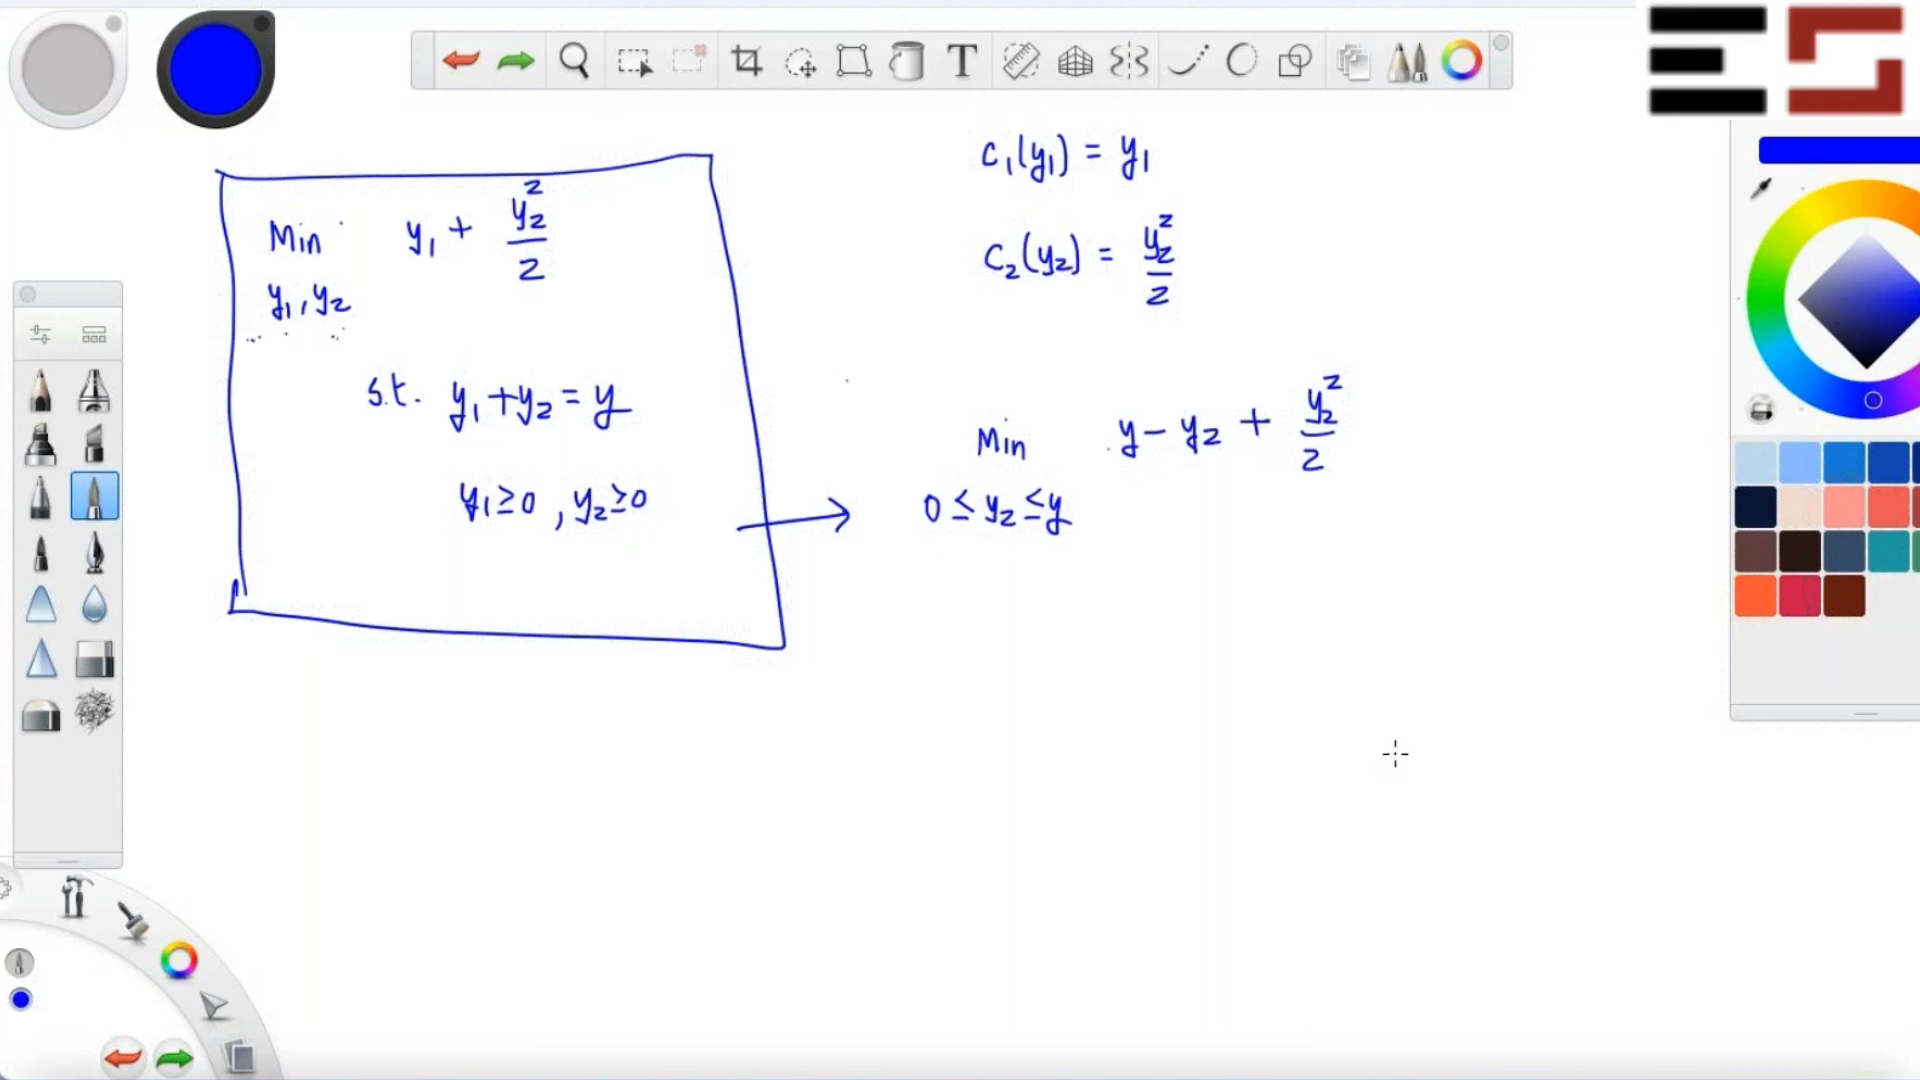 Min y₁ + y₂²/2
y₁, y₂
s.t. y₁ + y₂ = y
y₁ ≥ 0 , y₂ ≥ 0
c₁(y₁) = y₁
c₂(y₂) = y₂²/2
Min y − y₂ + y₂²/2
0 ≤ y₂ ≤ y
T
ES